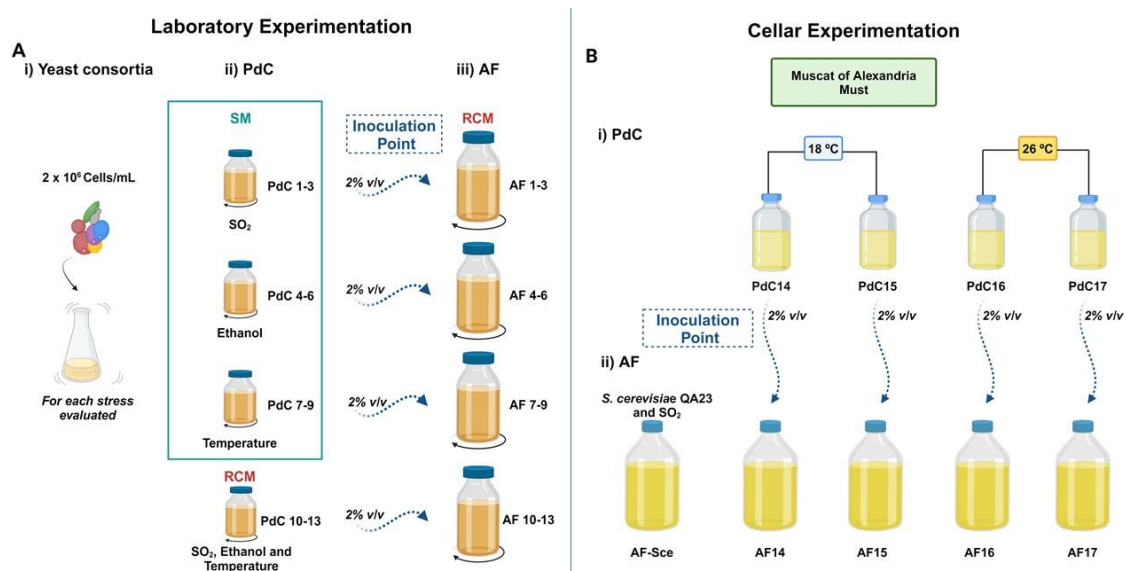 Laboratory Experimentation
A
i) Yeast consortia
ii) PdC
iii) AF
SM
RCM
Inoculation
Point
2 x 10⁶ Cells/mL
PdC 1-3
2% v/v
AF 1-3
SO₂
PdC 4-6
2% v/v
AF 4-6
Ethanol
For each stress
evaluated
PdC 7-9
2% v/v
AF 7-9
Temperature
RCM
PdC 10-13
2% v/v
AF 10-13
SO₂, Ethanol and
Temperature
Cellar Experimentation
B
Muscat of Alexandria
Must
i) PdC
18 ºC
26 ºC
PdC14
PdC15
PdC16
PdC17
Inoculation
Point
2% v/v
2% v/v
2% v/v
2% v/v
ii) AF
S. cerevisiae QA23
and SO₂
AF-Sce
AF14
AF15
AF16
AF17